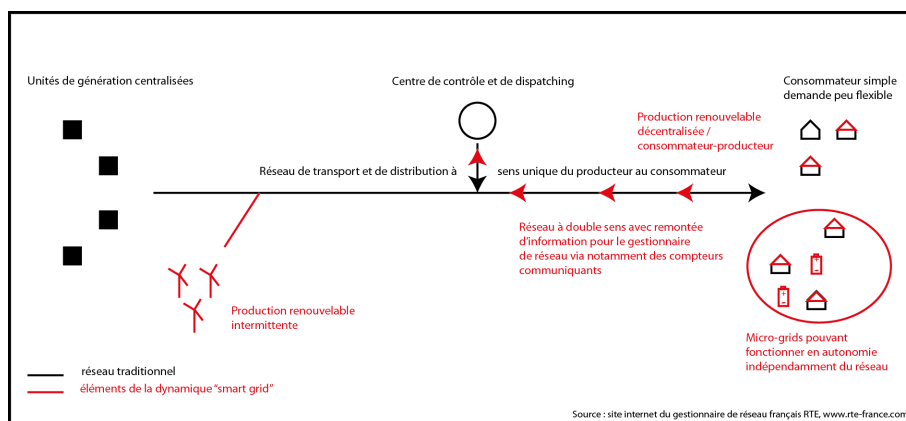 Unités de génération centralisées
Centre de contrôle et de dispatching
Consommateur simple
demande peu flexible
Production renouvelable
décentralisée /
consommateur-producteur
Réseau de transport et de distribution à sens unique du producteur au consommateur
Réseau à double sens avec remontée
d'information pour le gestionnaire
de réseau via notamment des compteurs
communiquants
+
-
+
-
Production renouvelable
intermittente
Micro-grids pouvant
fonctionner en autonomie
indépendamment du réseau
réseau traditionnel
éléments de la dynamique "smart grid"
Source : site internet du gestionnaire de réseau français RTE, www.rte-france.com